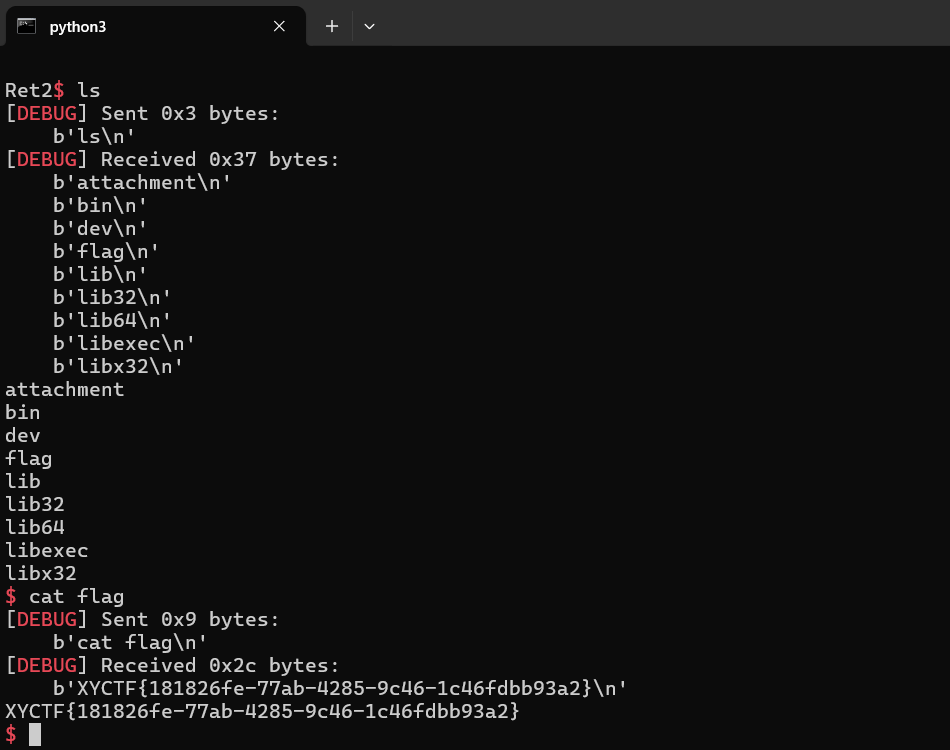 python3
Ret2$ ls
[DEBUG] Sent 0x3 bytes:
    b'ls\n'
[DEBUG] Received 0x37 bytes:
    b'attachment\n'
    b'bin\n'
    b'dev\n'
    b'flag\n'
    b'lib\n'
    b'lib32\n'
    b'lib64\n'
    b'libexec\n'
    b'libx32\n'
attachment
bin
dev
flag
lib
lib32
lib64
libexec
libx32
$ cat flag
[DEBUG] Sent 0x9 bytes:
    b'cat flag\n'
[DEBUG] Received 0x2c bytes:
    b'XYCTF{181826fe-77ab-4285-9c46-1c46fdbb93a2}\n'
XYCTF{181826fe-77ab-4285-9c46-1c46fdbb93a2}
$